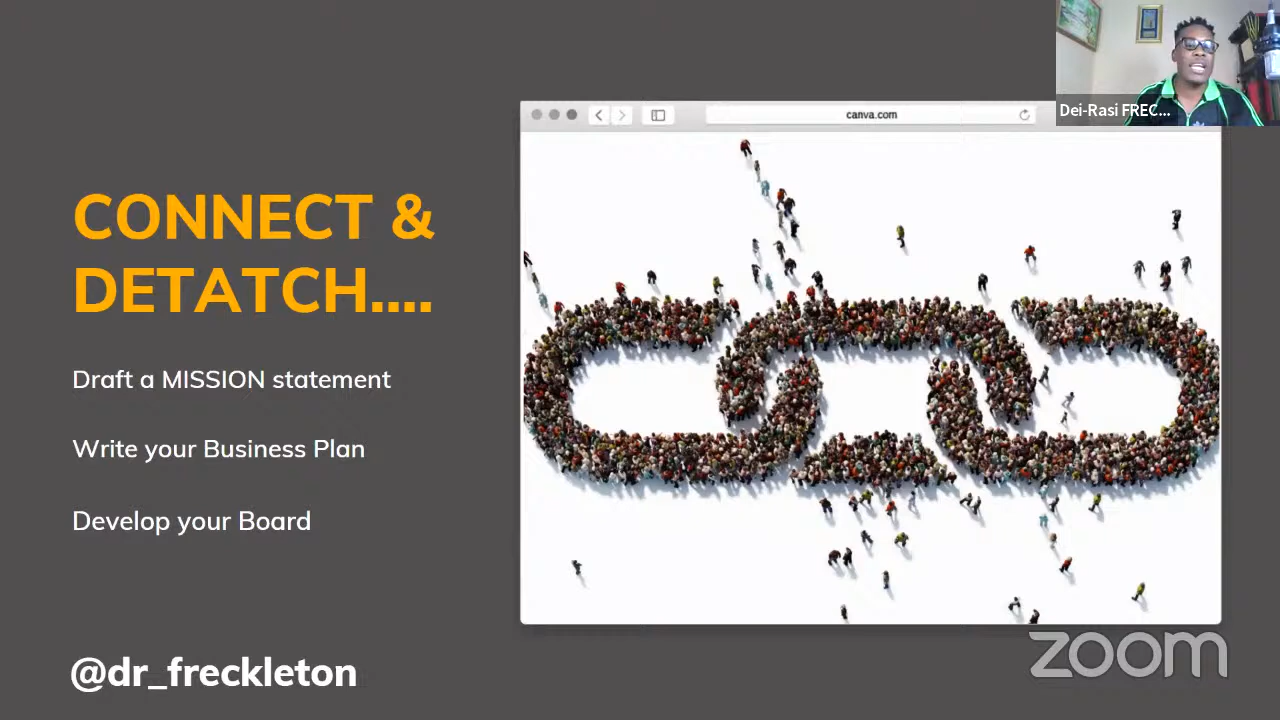 Dei-Rasi FREC...
canva.com
CONNECT &
DETATCH....
Draft a MISSION statement
Write your Business Plan
Develop your Board
@dr_freckleton
zoom